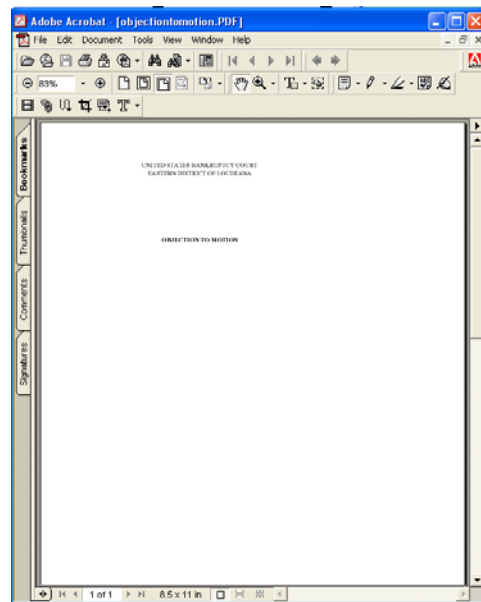 Adobe Acrobat - [objectiontomotion.PDF]
File Edit Document Tools View Window Help
83%
Bookmarks
Thumbnails
Comments
Signatures
UNITED STATES BANKRUPTCY COURT
EASTERN DISTRICT OF LOUISIANA
OBJECTION TO MOTION
1 of 1 8.5 x 11 in